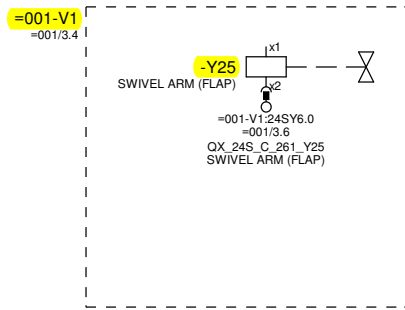 =001-V1
=001/3.4
x1
-Y25
SWIVEL ARM (FLAP)
x2
=001-V1:24SY6.0
=001/3.6
QX_24S_C_261_Y25
SWIVEL ARM (FLAP)